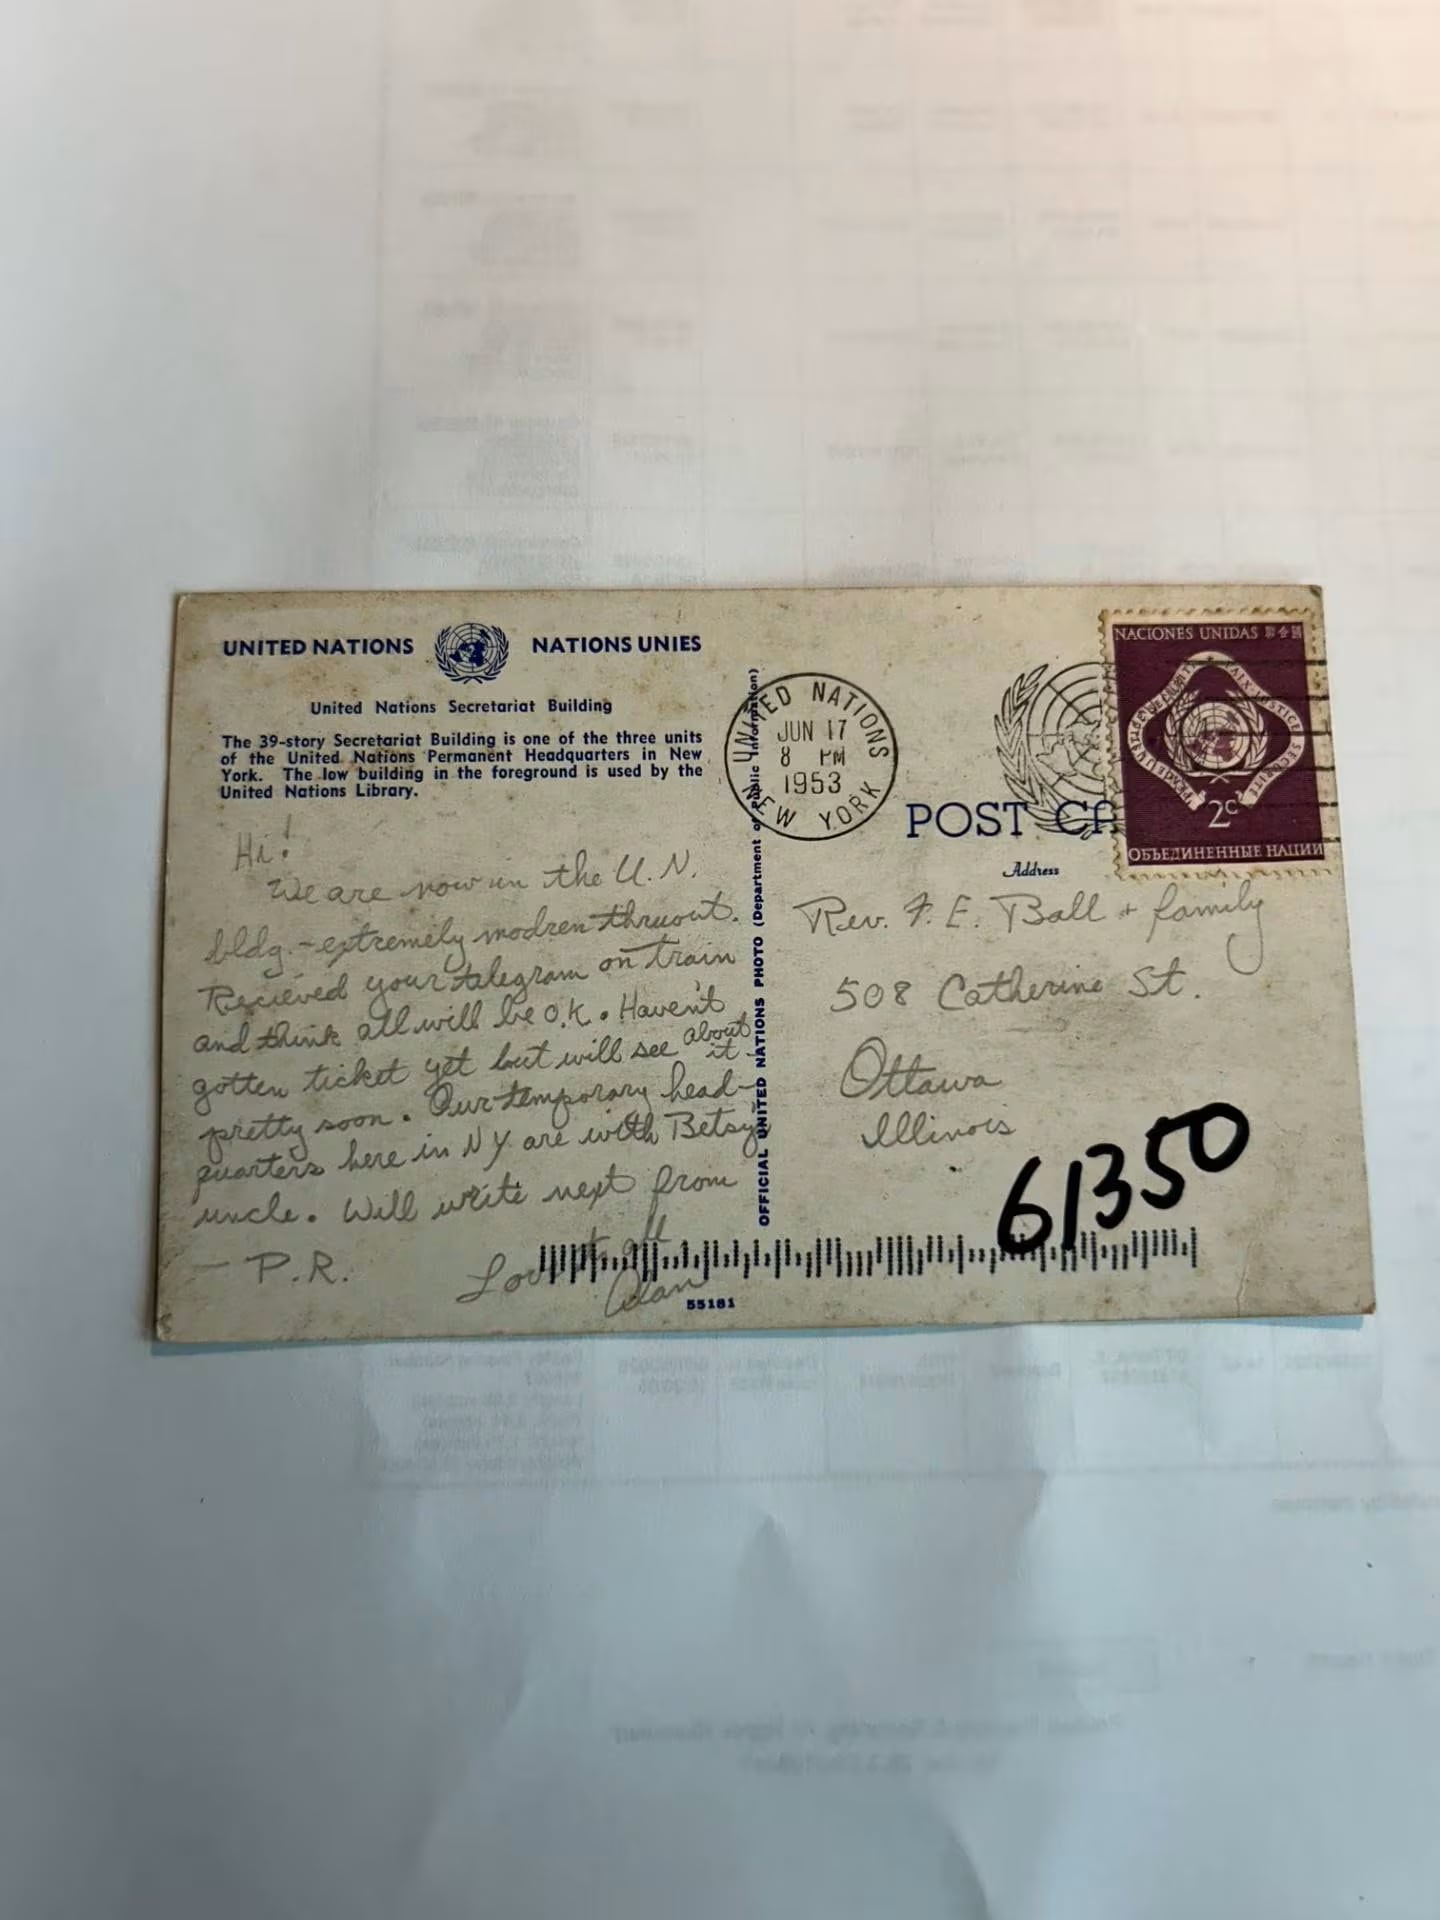 UNITED NATIONS NATIONS UNIES
United Nations Secretariat Building
The 39-story Secretariat Building is one of the three units
of the United Nations Permanent Headquarters in New
York. The low building in the foreground is used by the
United Nations Library.
Hi!
We are now in the U.N.
bldg. - extremely modren thruout.
Recieved your telegram on train
and think all will be O.K. Haven't
gotten ticket yet but will see about it
pretty soon. Our temporary head-
quarters here in NY are with Betsy
uncle. Will write next from
- P.R.
Love to all
Alan
55181
OFFICIAL UNITED NATIONS PHOTO (Department of Public Information)
UNITED NATIONS
JUN 17
8 PM
1953
NEW YORK
POST CA
Address
NACIONES UNIDAS
2c
ОБЪЕДИНЕННЫЕ НАЦИИ
Rev. F. E. Ball + family
508 Catherine St.
Ottawa
Illinois
61350